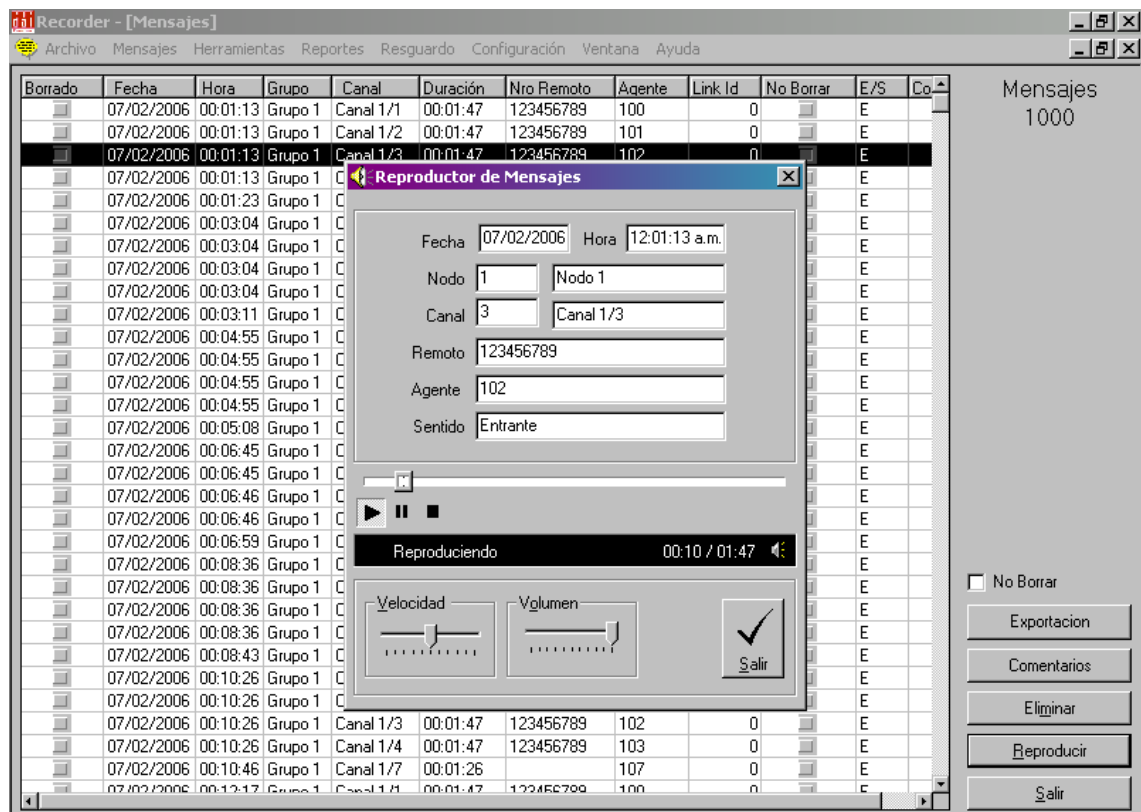 Recorder - [Mensajes]
Archivo Mensajes Herramientas Reportes Resguardo Configuración Ventana Ayuda
Borrado Fecha Hora Grupo Canal Duración Nro Remoto Agente Link Id No Borrar E/S Co
07/02/2006 00:01:13 Grupo 1 Canal 1/1 00:01:47 123456789 100 0 E
07/02/2006 00:01:13 Grupo 1 Canal 1/2 00:01:47 123456789 101 0 E
07/02/2006 00:01:13 Grupo 1 Canal 1/3 00:01:47 123456789 102 0 E
07/02/2006 00:01:13 Grupo 1 E
07/02/2006 00:01:23 Grupo 1 E
07/02/2006 00:03:04 Grupo 1 E
07/02/2006 00:03:04 Grupo 1 E
07/02/2006 00:03:04 Grupo 1 E
07/02/2006 00:03:04 Grupo 1 E
07/02/2006 00:03:11 Grupo 1 E
07/02/2006 00:04:55 Grupo 1 E
07/02/2006 00:04:55 Grupo 1 E
07/02/2006 00:04:55 Grupo 1 E
07/02/2006 00:04:55 Grupo 1 E
07/02/2006 00:05:08 Grupo 1 E
07/02/2006 00:06:45 Grupo 1 E
07/02/2006 00:06:45 Grupo 1 E
07/02/2006 00:06:46 Grupo 1 E
07/02/2006 00:06:46 Grupo 1 E
07/02/2006 00:06:59 Grupo 1 E
07/02/2006 00:08:36 Grupo 1 E
07/02/2006 00:08:36 Grupo 1 E
07/02/2006 00:08:36 Grupo 1 E
07/02/2006 00:08:36 Grupo 1 E
07/02/2006 00:08:43 Grupo 1 E
07/02/2006 00:10:26 Grupo 1 E
07/02/2006 00:10:26 Grupo 1 E
07/02/2006 00:10:26 Grupo 1 Canal 1/3 00:01:47 123456789 102 0 E
07/02/2006 00:10:26 Grupo 1 Canal 1/4 00:01:47 123456789 103 0 E
07/02/2006 00:10:46 Grupo 1 Canal 1/7 00:01:26 107 0 E
07/02/2006 00:12:17 Grupo 1 Canal 1/1 00:01:47 123456789 100 0 E
Reproductor de Mensajes
Fecha 07/02/2006 Hora 12:01:13 a.m.
Nodo 1 Nodo 1
Canal 3 Canal 1/3
Remoto 123456789
Agente 102
Sentido Entrante
Reproduciendo 00:10 / 01:47
Velocidad Volumen
Salir
Mensajes
1000
No Borrar
Exportacion
Comentarios
Eliminar
Reproducir
Salir